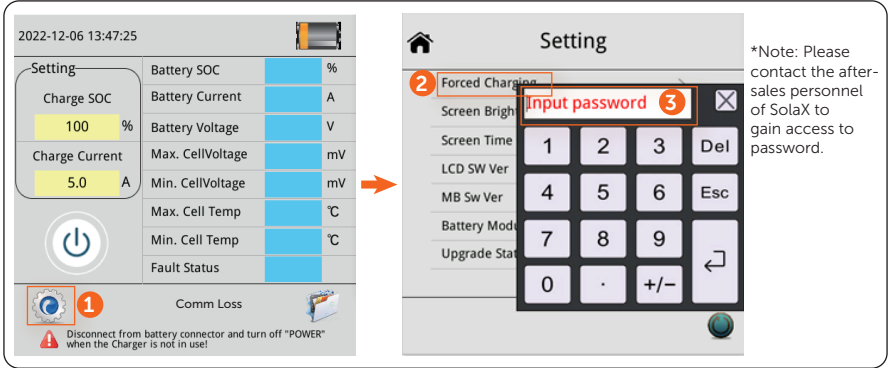 2022-12-06 13:47:25
Setting
Charge SOC
100 %
Charge Current
5.0 A
Battery SOC %
Battery Current A
Battery Voltage V
Max. CellVoltage mV
Min. CellVoltage mV
Max. Cell Temp ℃
Min. Cell Temp ℃
Fault Status
1
Comm Loss
Disconnect from battery connector and turn off "POWER"
when the Charger is not in use!
Setting
2 Forced Charging
Screen Bright
Screen Time
LCD SW Ver
MB Sw Ver
Battery Modu
Upgrade Stat
Input password 3
1 2 3 Del
4 5 6 Esc
7 8 9
0 . +/-
*Note: Please
contact the after-
sales personnel
of SolaX to
gain access to
password.